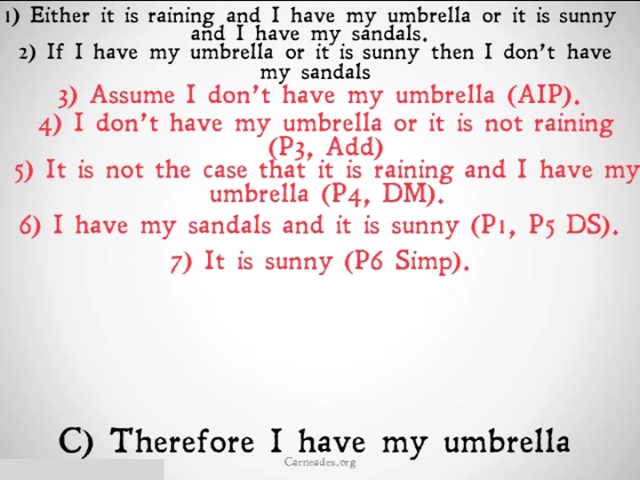 1) Either it is raining and I have my umbrella or it is sunny
and I have my sandals.
2) If I have my umbrella or it is sunny then I don't have
my sandals
3) Assume I don't have my umbrella (AIP).
4) I don't have my umbrella or it is not raining
(P3, Add)
5) It is not the case that it is raining and I have my
umbrella (P4, DM).
6) I have my sandals and it is sunny (P1, P5 DS).
7) It is sunny (P6 Simp).
C) Therefore I have my umbrella
Carneades.org